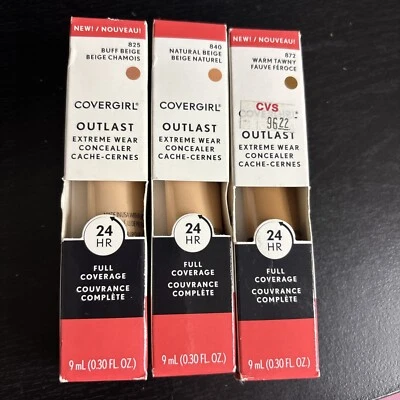 NEW! / NOUVEAU!
825
BUFF BEIGE
BEIGE CHAMOIS
COVERGIRL®
OUTLAST
EXTREME WEAR
CONCEALER
CACHE-CERNES
24
HR
FULL
COVERAGE
COUVRANCE
COMPLÈTE
9 mL (0.30 FL. OZ.)
NEW! / NOUVEAU!
840
NATURAL BEIGE
BEIGE NATUREL
COVERGIRL®
OUTLAST
EXTREME WEAR
CONCEALER
CACHE-CERNES
24
HR
FULL
COVERAGE
COUVRANCE
COMPLÈTE
9 mL (0.30 FL. OZ.)
NEW! / NOUVEAU!
872
WARM TAWNY
FAUVE FÉROCE
CVS
9622
OUTLAST
EXTREME WEAR
CONCEALER
CACHE-CERNES
24
HR
FULL
COVERAGE
COUVRANCE
COMPLÈTE
9 mL (0.30 FL. OZ.)